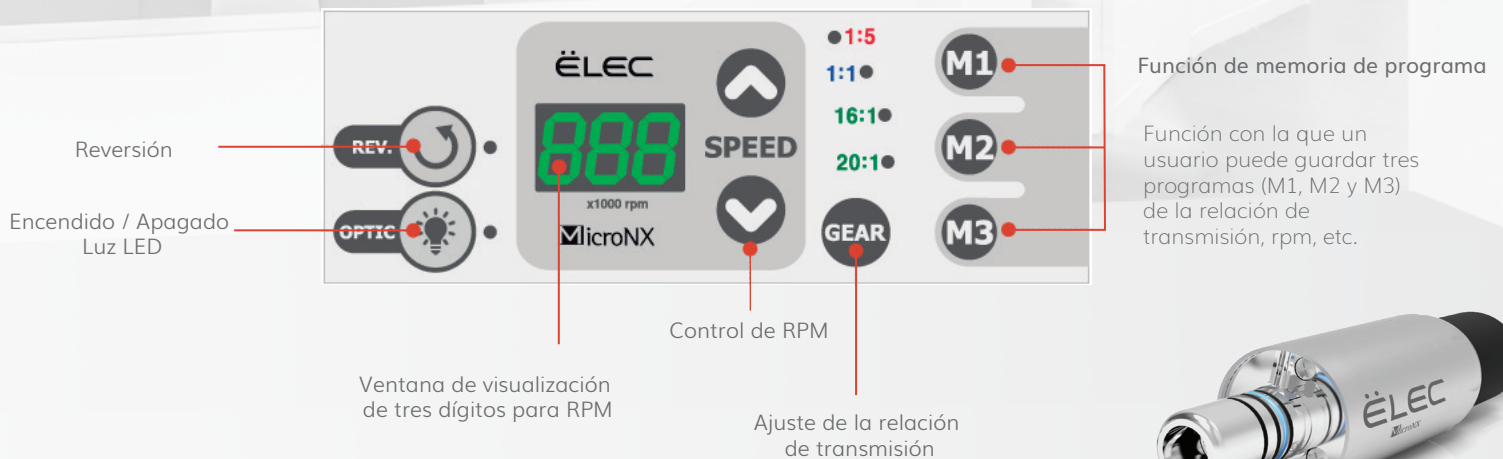 ËLEC
888
x1000 rpm
MicroNX
REV.
OPTIC
SPEED
1:5
1:1
16:1
20:1
GEAR
M1
M2
M3
Reversión
Encendido / Apagado
Luz LED
Ventana de visualización
de tres dígitos para RPM
Control de RPM
Ajuste de la relación
de transmisión
Función de memoria de programa
Función con la que un
usuario puede guardar tres
programas (M1, M2 y M3)
de la relación de
transmisión, rpm, etc.
ËLEC
MicroNX